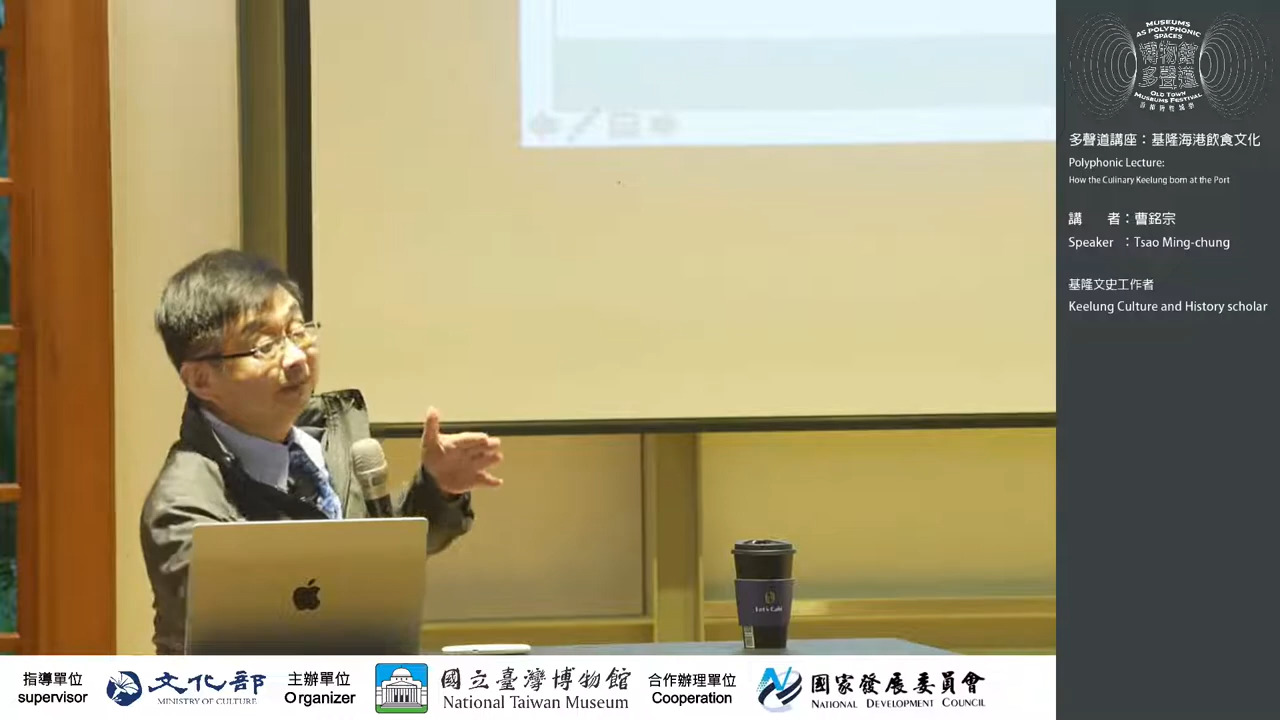 MUSEUMS
AS POLYPHONIC
SPACES
博物館
多聲道
OLD TOWN
MUSEUMS FESTIVAL
多聲道講座：基隆海港飲食文化
Polyphonic Lecture:
How the Culinary Keelung born at the Port
講 者：曹銘宗
Speaker ：Tsao Ming-chung
基隆文史工作者
Keelung Culture and History scholar
Let's Café
指導單位
supervisor
文化部
MINISTRY OF CULTURE
主辦單位
Organizer
國立臺灣博物館
National Taiwan Museum
合作辦理單位
Cooperation
國家發展委員會
NATIONAL DEVELOPMENT COUNCIL